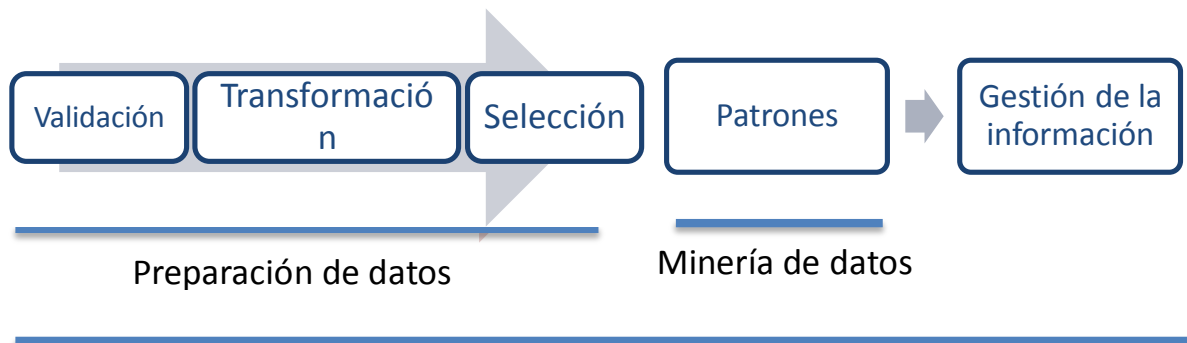 Validación
Transformació
n
Selección
Patrones
Gestión de la
información
Preparación de datos
Minería de datos